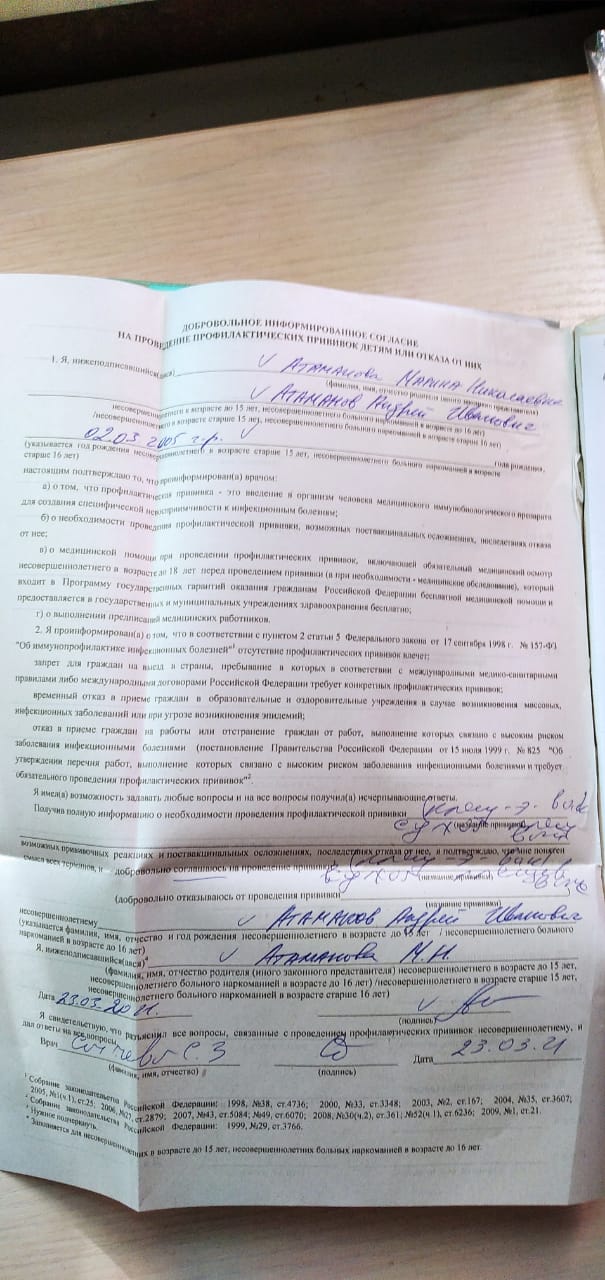 ДОБРОВОЛЬНОЕ ИНФОРМИРОВАННОЕ СОГЛАСИЕ
НА ПРОВЕДЕНИЕ ПРОФИЛАКТИЧЕСКИХ ПРИВИВОК ДЕТЯМ ИЛИ ОТКАЗА ОТ НИХ
1. Я, нижеподписавшийся(аяся) Атаманова Марина Николаевна
(фамилия, имя, отчество родителя (иного законного представителя)
Атаманов Андрей Иванович
несовершеннолетнего в возрасте до 15 лет, несовершеннолетнего больного наркоманией в возрасте до 16 лет)
/несовершеннолетнего в возрасте старше 15 лет, несовершеннолетнего больного наркоманией в возрасте старше 16 лет)
02.03.2005 г.р. года рождения,
(указывается год рождения несовершеннолетнего в возрасте старше 15 лет, несовершеннолетнего больного наркоманией в возрасте
старше 16 лет)
настоящим подтверждаю то, что проинформирован(а) врачом:
а) о том, что профилактическая прививка - это введение в организм человека медицинского иммунобиологического препарата
для создания специфической невосприимчивости к инфекционным болезням;
б) о необходимости проведения профилактической прививки, возможных поствакцинальных осложнениях, последствиях отказа
от нее;
в) о медицинской помощи при проведении профилактических прививок, включающей обязательный медицинский осмотр
несовершеннолетнего в возрасте до 18 лет перед проведением прививки (а при необходимости - медицинское обследование), который
входит в Программу государственных гарантий оказания гражданам Российской Федерации бесплатной медицинской помощи и
предоставляется в государственных и муниципальных учреждениях здравоохранения бесплатно;
г) о выполнении предписаний медицинских работников.
2. Я проинформирован(а) о том, что в соответствии с пунктом 2 статьи 5 Федерального закона от 17 сентября 1998 г. № 157-ФЗ
"Об иммунопрофилактике инфекционных болезней"¹ отсутствие профилактических прививок влечет:
запрет для граждан на выезд в страны, пребывание в которых в соответствии с международными медико-санитарными
правилами либо международными договорами Российской Федерации требует конкретных профилактических прививок;
временный отказ в приеме граждан в образовательные и оздоровительные учреждения в случае возникновения массовых,
инфекционных заболеваний или при угрозе возникновения эпидемий;
отказ в приеме граждан на работы или отстранение граждан от работ, выполнение которых связано с высоким риском
заболевания инфекционными болезнями (постановление Правительства Российской Федерации от 15 июля 1999 г. № 825 "Об
утверждении перечня работ, выполнение которых связано с высоким риском заболевания инфекционными болезнями и требует
обязательного проведения профилактических прививок"².
Я имел(а) возможность задавать любые вопросы и на все вопросы получил(а) исчерпывающие ответы.
Получив полную информацию о необходимости проведения профилактической прививки
(название прививки)
возможных прививочных реакциях и поствакцинальных осложнениях, последствиях отказа от нее, я подтверждаю, что мне понятен
смысл всех терминов, и добровольно соглашаюсь на проведение прививки
(название прививки)
(добровольно отказываюсь от проведения прививки
(название прививки)
несовершеннолетнему Атаманов Андрей Иванович
(указывается фамилия, имя, отчество и год рождения несовершеннолетнего в возрасте до 15 лет / несовершеннолетнего больного
наркоманией в возрасте до 16 лет)
Я, нижеподписавшийся(аяся)⁴ Атаманова М.Н.
(фамилия, имя, отчество родителя (иного законного представителя) несовершеннолетнего в возрасте до 15 лет,
несовершеннолетнего больного наркоманией в возрасте до 16 лет) /несовершеннолетнего в возрасте старше 15 лет,
несовершеннолетнего больного наркоманией в возрасте старше 16 лет)
Дата 23.03.2011.
(подпись)
Я свидетельствую, что разъяснил все вопросы, связанные с проведением профилактических прививок несовершеннолетнему, и
дал ответы на все вопросы.
Врач С.З Дата 23.03.21
(фамилия, имя, отчество) (подпись)
¹ Собрание законодательства Российской Федерации: 1998, №38, ст.4736; 2000, №33, ст.3348; 2003, №2, ст.167; 2004, №35, ст.3607;
2005, №1(ч.1), ст.25; 2006, №27, ст.2879; 2007, №43, ст.5084; №49, ст.6070; 2008, №30(ч.2), ст.361; №52(ч 1), ст.6236; 2009, №1, ст.21.
² Собрание законодательства Российской Федерации: 1999, №29, ст.3766.
³ Нужное подчеркнуть.
⁴ Заполняется для несовершеннолетних в возрасте до 15 лет, несовершеннолетних больных наркоманией в возрасте до 16 лет.